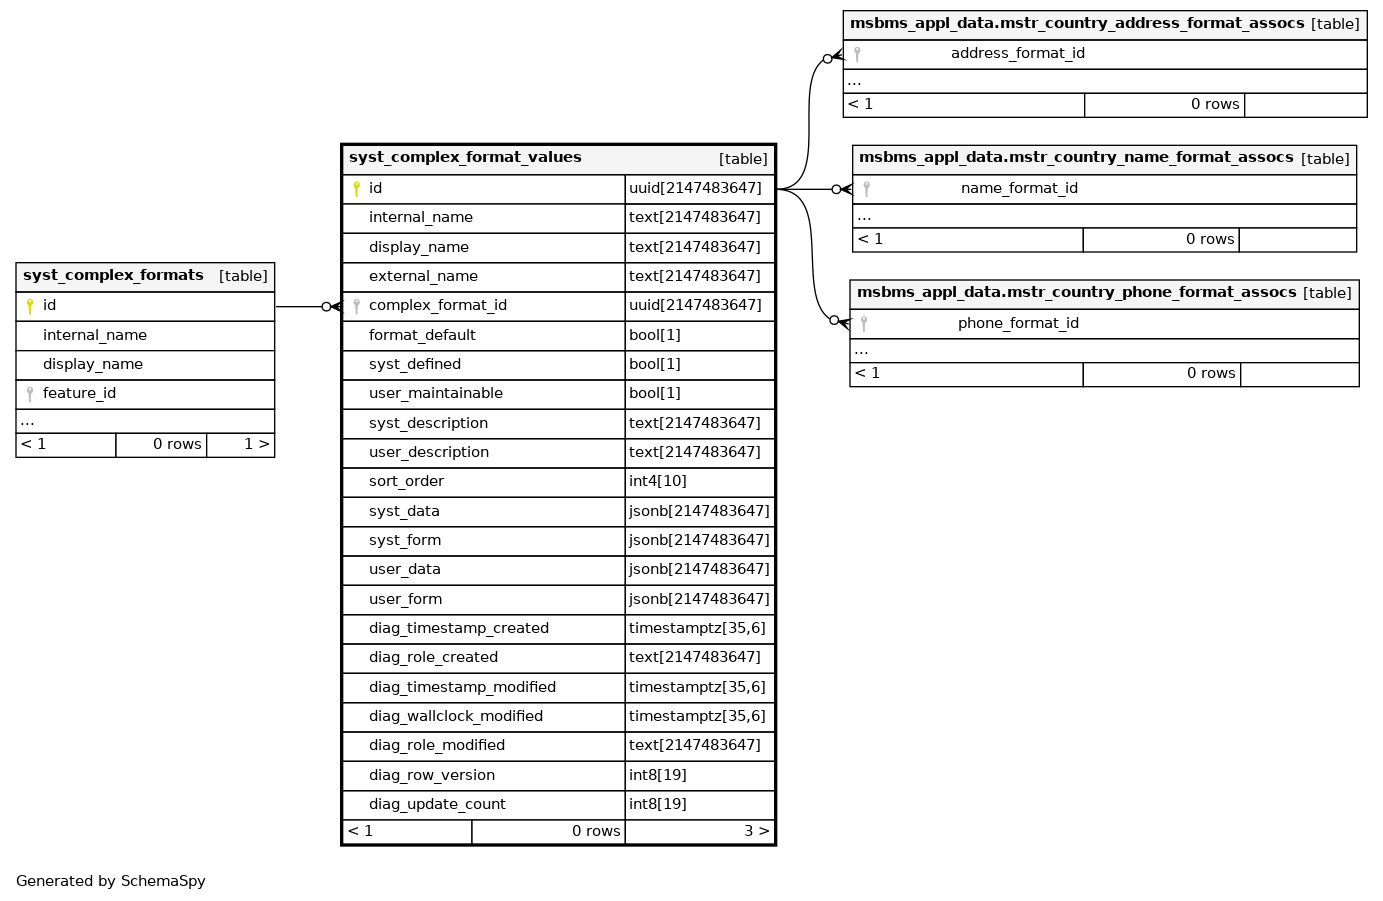 syst_complex_formats [table]
id
internal_name
display_name
feature_id
...
< 1 0 rows 1 >
syst_complex_format_values [table]
id uuid[2147483647]
internal_name text[2147483647]
display_name text[2147483647]
external_name text[2147483647]
complex_format_id uuid[2147483647]
format_default bool[1]
syst_defined bool[1]
user_maintainable bool[1]
syst_description text[2147483647]
user_description text[2147483647]
sort_order int4[10]
syst_data jsonb[2147483647]
syst_form jsonb[2147483647]
user_data jsonb[2147483647]
user_form jsonb[2147483647]
diag_timestamp_created timestamptz[35,6]
diag_role_created text[2147483647]
diag_timestamp_modified timestamptz[35,6]
diag_wallclock_modified timestamptz[35,6]
diag_role_modified text[2147483647]
diag_row_version int8[19]
diag_update_count int8[19]
< 1 0 rows 3 >
msbms_appl_data.mstr_country_address_format_assocs [table]
address_format_id
...
< 1 0 rows
msbms_appl_data.mstr_country_name_format_assocs [table]
name_format_id
...
< 1 0 rows
msbms_appl_data.mstr_country_phone_format_assocs [table]
phone_format_id
...
< 1 0 rows
Generated by SchemaSpy